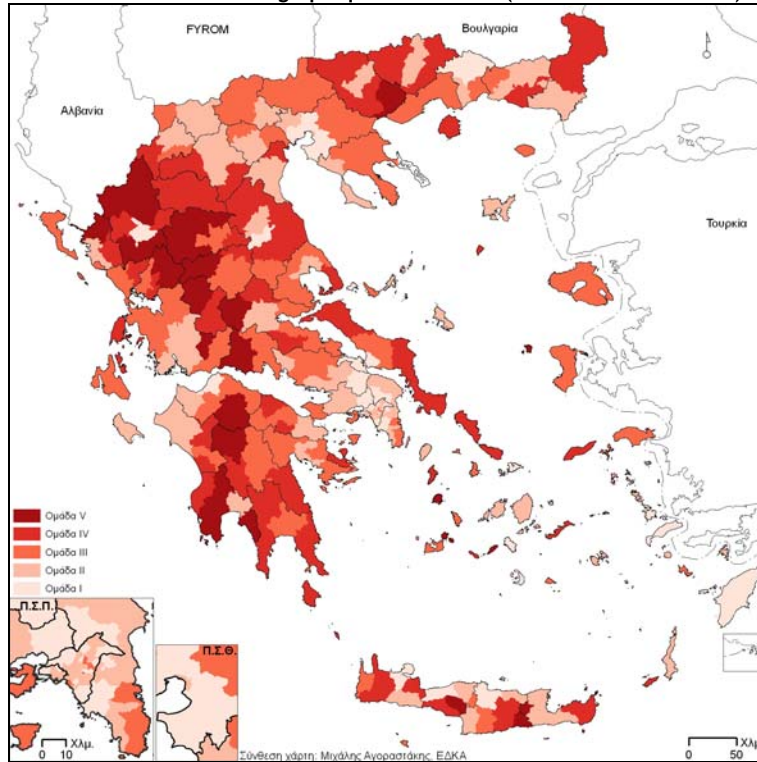 FYROM
Βουλγαρία
Αλβανία
Τουρκία
Ομάδα V
Ομάδα IV
Ομάδα III
Ομάδα II
Ομάδα I
Π.Σ.Π.
Π.Σ.Θ.
0 10 Χλμ.
Σύνθεση χάρτη: Μιχάλης Αγοραστάκης, ΕΔΚΑ
Χλμ.
0 50